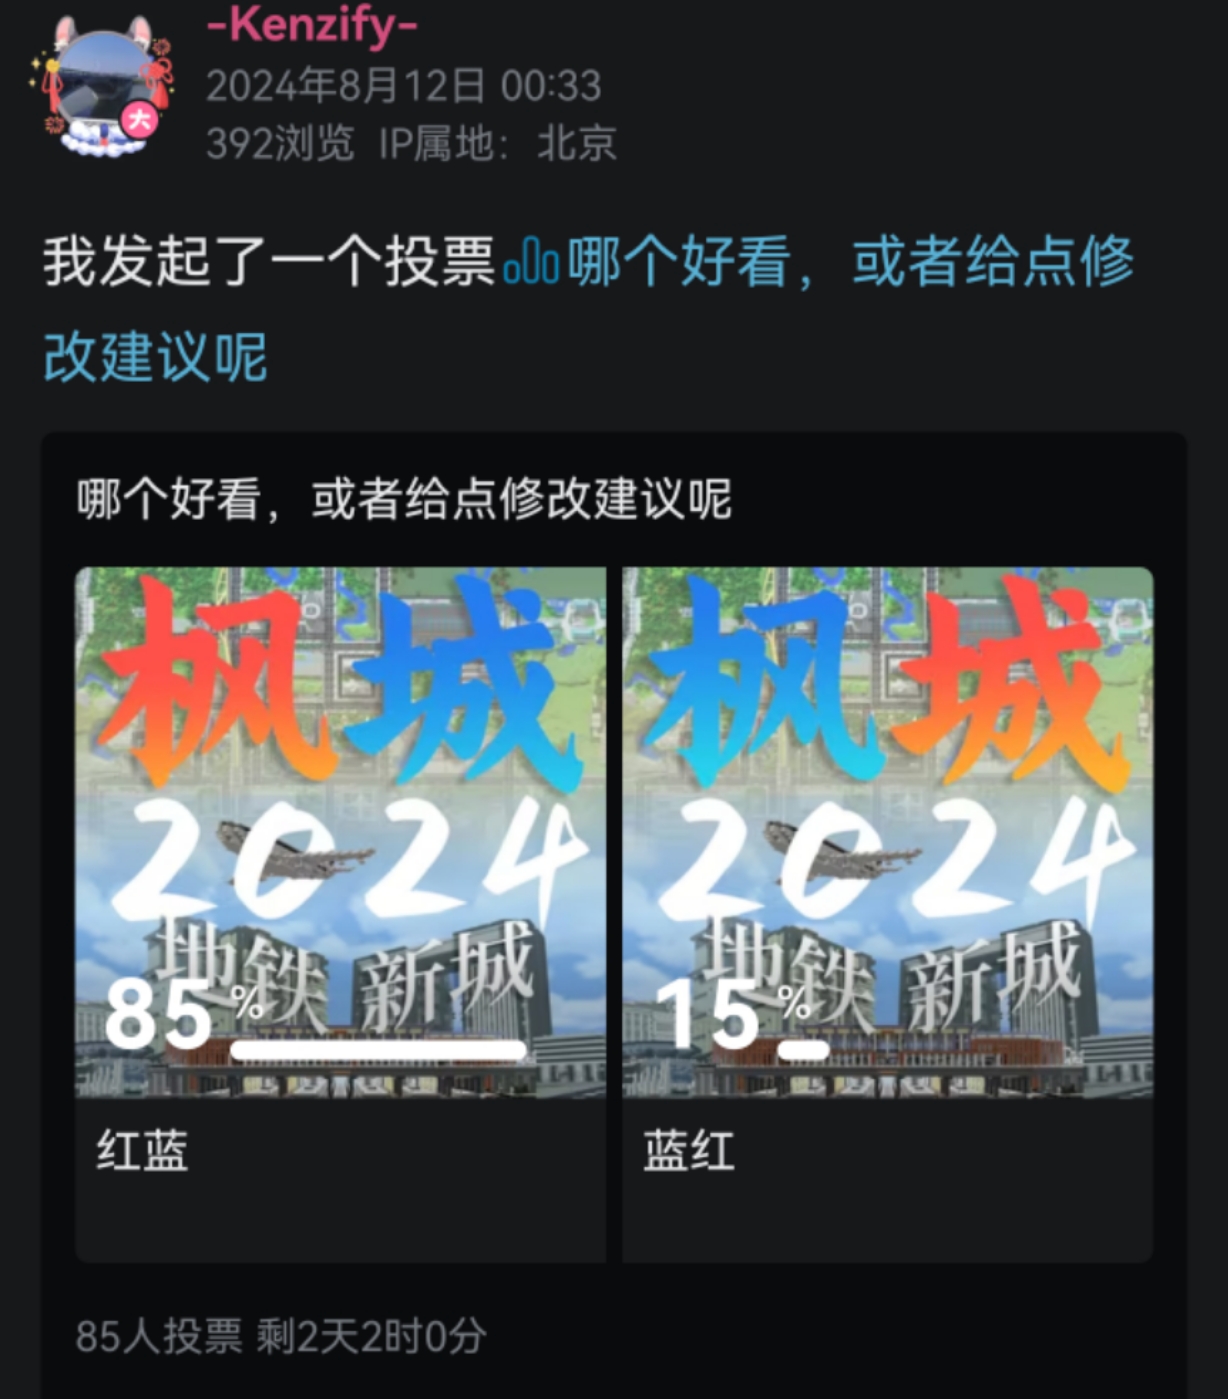 -Kenzify-
大
2024年8月12日 00:33
392浏览 IP属地：北京
我发起了一个投票哪个好看，或者给点修
改建议呢
哪个好看，或者给点修改建议呢
枫城
2024
地铁新城
85%
红蓝
枫城
2024
地铁新城
15%
蓝红
85人投票 剩2天2时0分